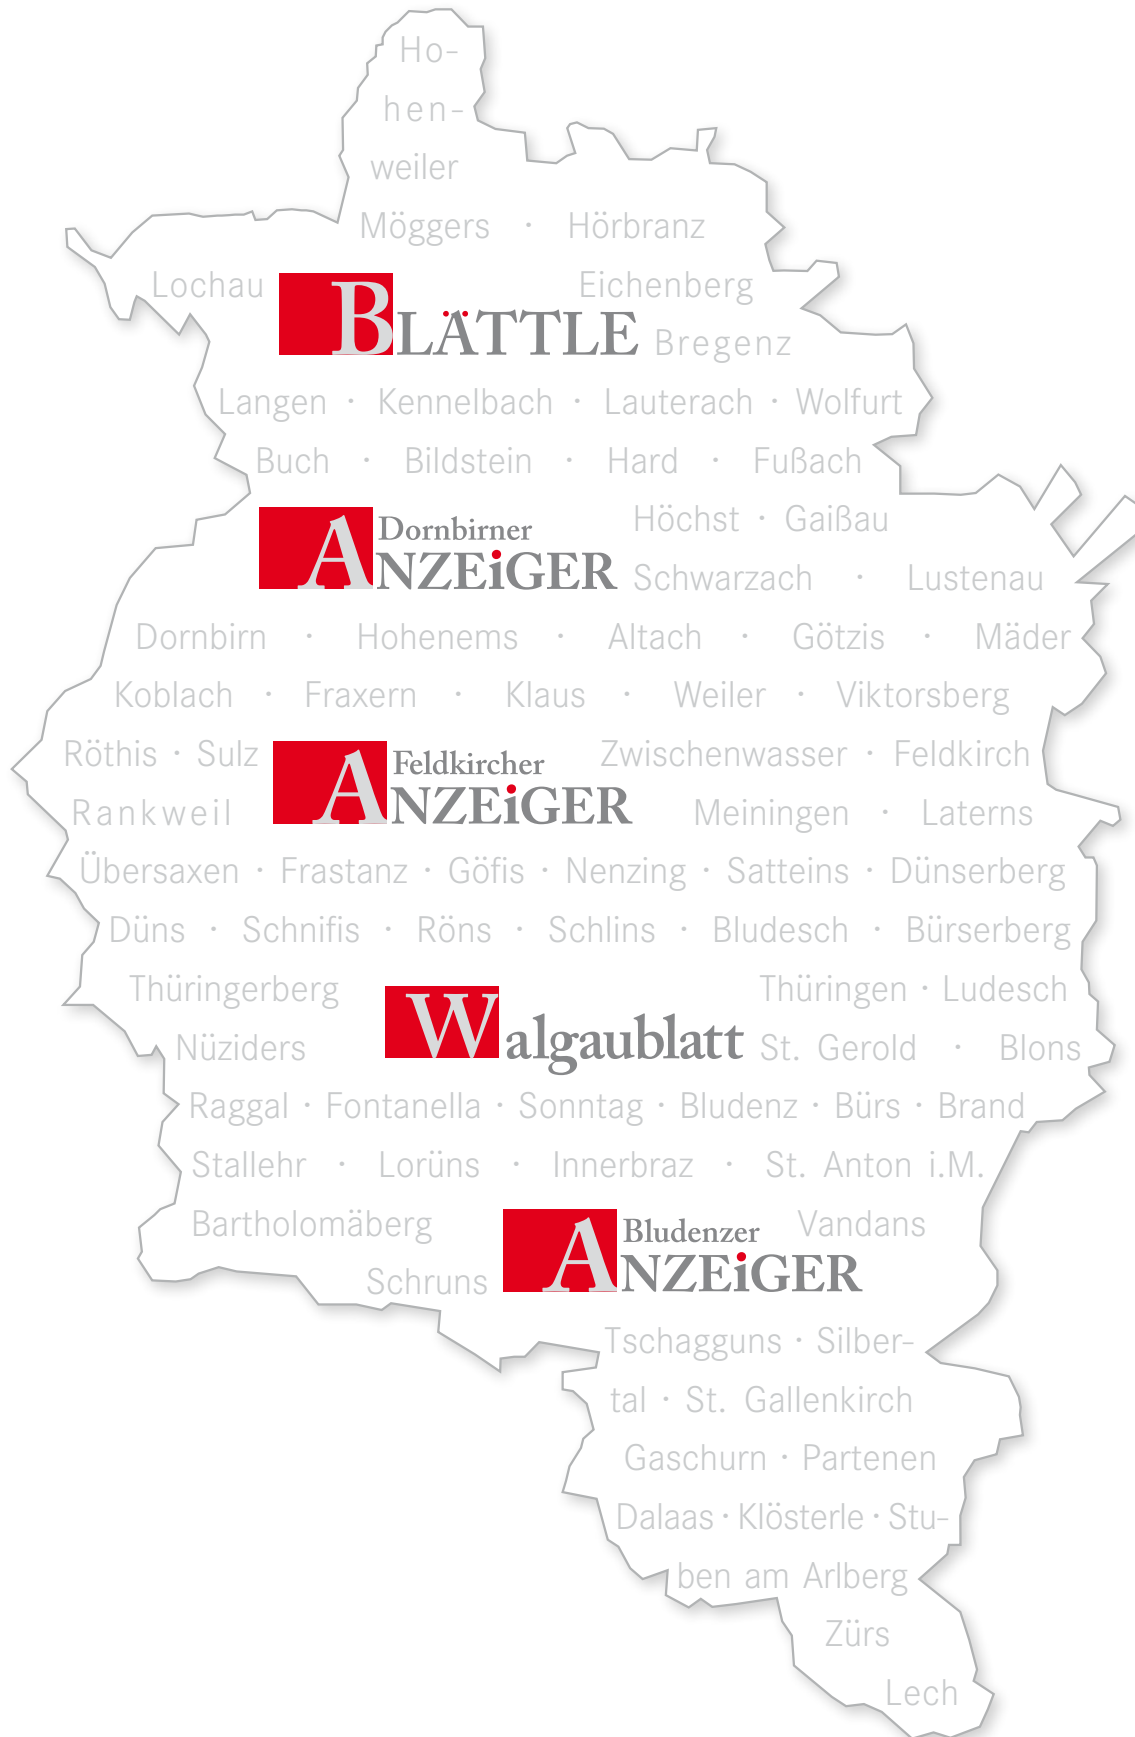 Ho-
hen-
weiler
Möggers · Hörbranz
Lochau
Eichenberg
BLÄTTLE
Bregenz
Langen · Kennelbach · Lauterach · Wolfurt
Buch · Bildstein · Hard · Fußach
Dornbirner
ANZEiGER
Höchst · Gaißau
Schwarzach · Lustenau
Dornbirn · Hohenems · Altach · Götzis · Mäder
Koblach · Fraxern · Klaus · Weiler · Viktorsberg
Röthis · Sulz
Feldkircher
ANZEiGER
Zwischenwasser · Feldkirch
Rankweil
Meiningen · Laterns
Übersaxen · Frastanz · Göfis · Nenzing · Satteins · Dünserberg
Düns · Schnifis · Röns · Schlins · Bludesch · Bürserberg
Thüringerberg
Thüringen · Ludesch
Nüziders
Walgaublatt
St. Gerold · Blons
Raggal · Fontanella · Sonntag · Bludenz · Bürs · Brand
Stallehr · Lorüns · Innerbraz · St. Anton i.M.
Bartholomäberg
Bludenzer
ANZEiGER
Vandans
Schruns
Tschagguns · Silber-
tal · St. Gallenkirch
Gaschurn · Partenen
Dalaas · Klösterle · Stu-
ben am Arlberg
Zürs
Lech